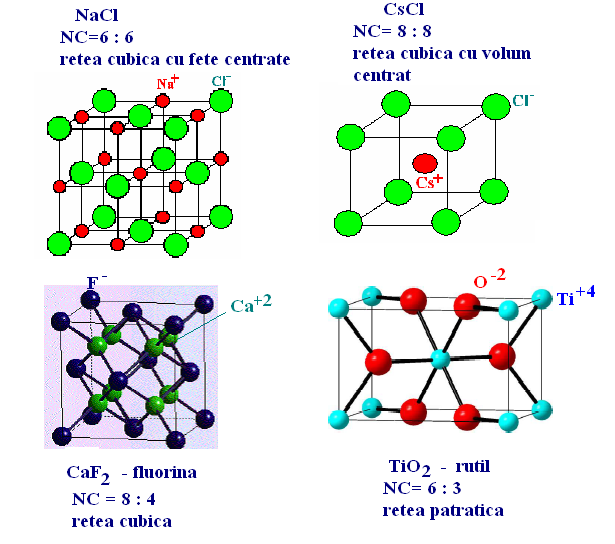 NaCl
NC=6 : 6
retea cubica cu fete centrate
Na+
Cl-
CsCl
NC= 8 : 8
retea cubica cu volum
centrat
Cl-
Cs+
F-
Ca+2
CaF2 - fluorina
NC = 8 : 4
retea cubica
O-2
Ti+4
TiO2 - rutil
NC= 6 : 3
retea patratica